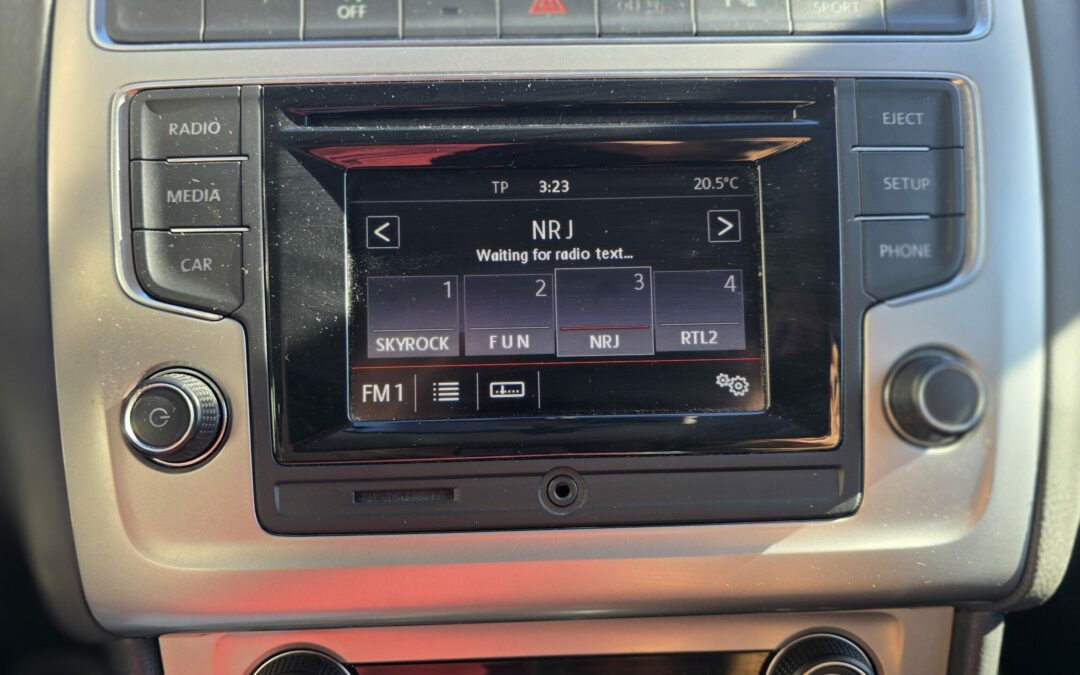 OFF
SPORT
RADIO
MEDIA
CAR
EJECT
SETUP
PHONE
TP 3:23 20.5°C
< NRJ >
Waiting for radio text...
1 2 3 4
SKYROCK FUN NRJ RTL2
FM1